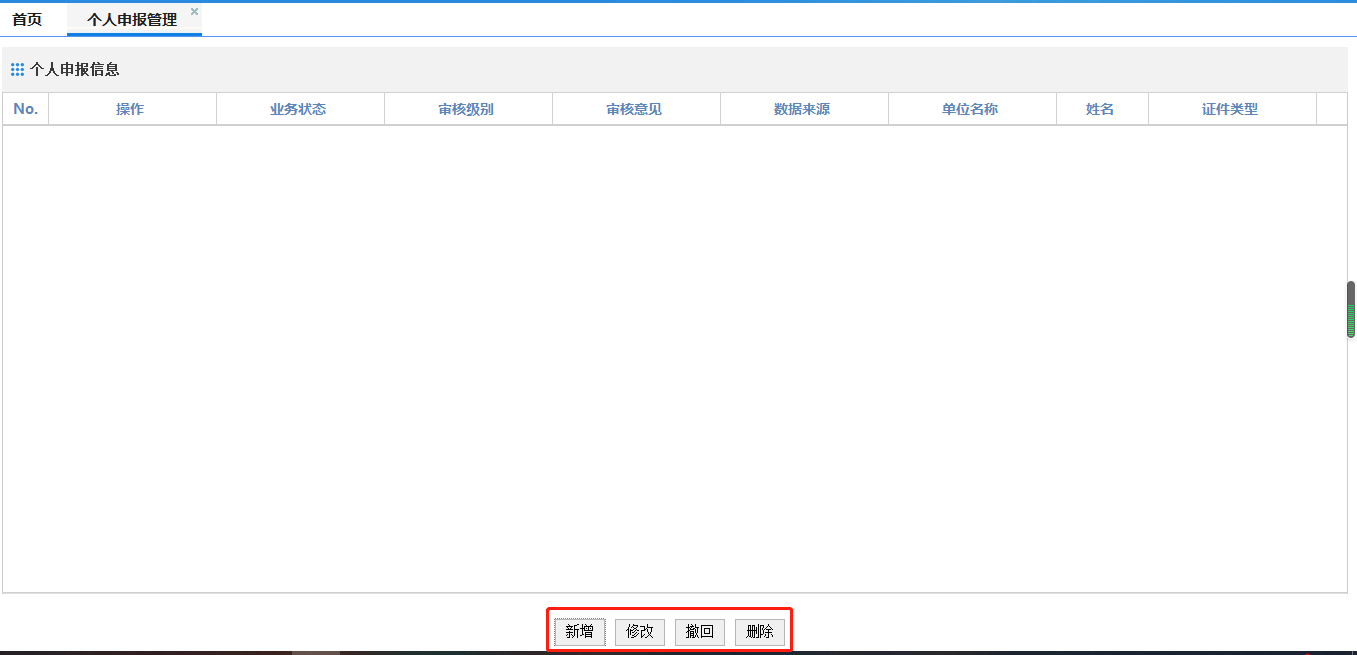 首页 个人申报管理
个人申报信息
No. 操作 业务状态 审核级别 审核意见 数据来源 单位名称 姓名 证件类型
新增 修改 撤回 删除